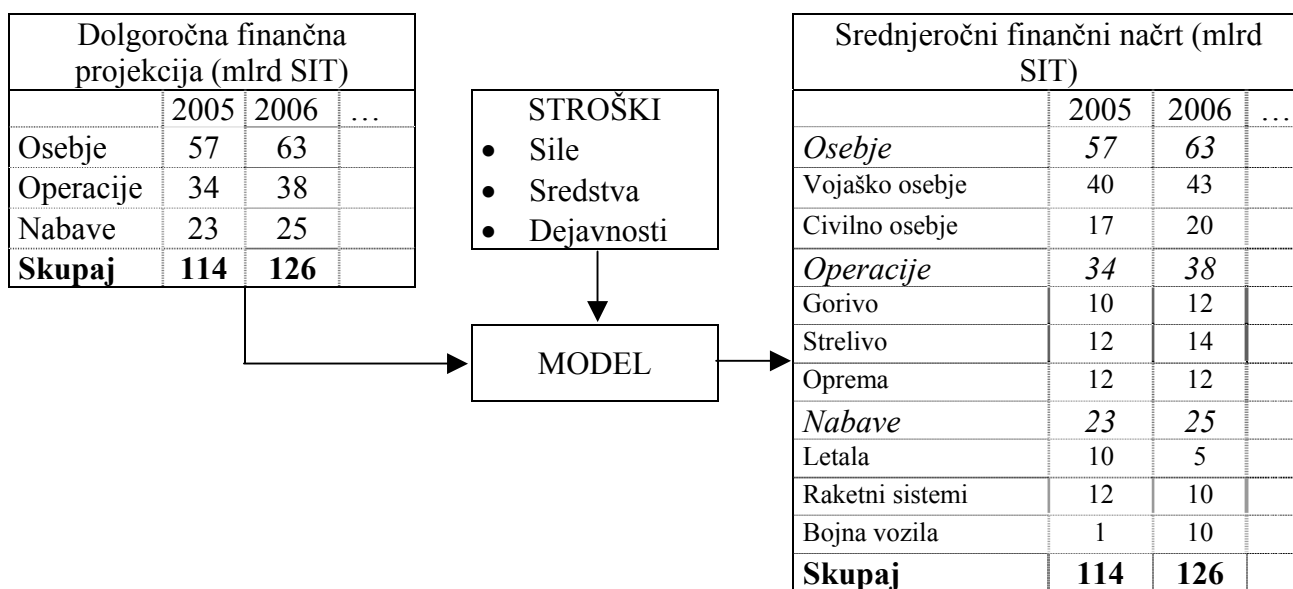 Dolgoročna finančna
projekcija (mlrd SIT)
2005 2006 …
Osebje 57 63
Operacije 34 38
Nabave 23 25
Skupaj 114 126
STROŠKI
• Sile
• Sredstva
• Dejavnosti
MODEL
Srednjeročni finančni načrt (mlrd
SIT)
2005 2006 …
Osebje 57 63
Vojaško osebje 40 43
Civilno osebje 17 20
Operacije 34 38
Gorivo 10 12
Strelivo 12 14
Oprema 12 12
Nabave 23 25
Letala 10 5
Raketni sistemi 12 10
Bojna vozila 1 10
Skupaj 114 126